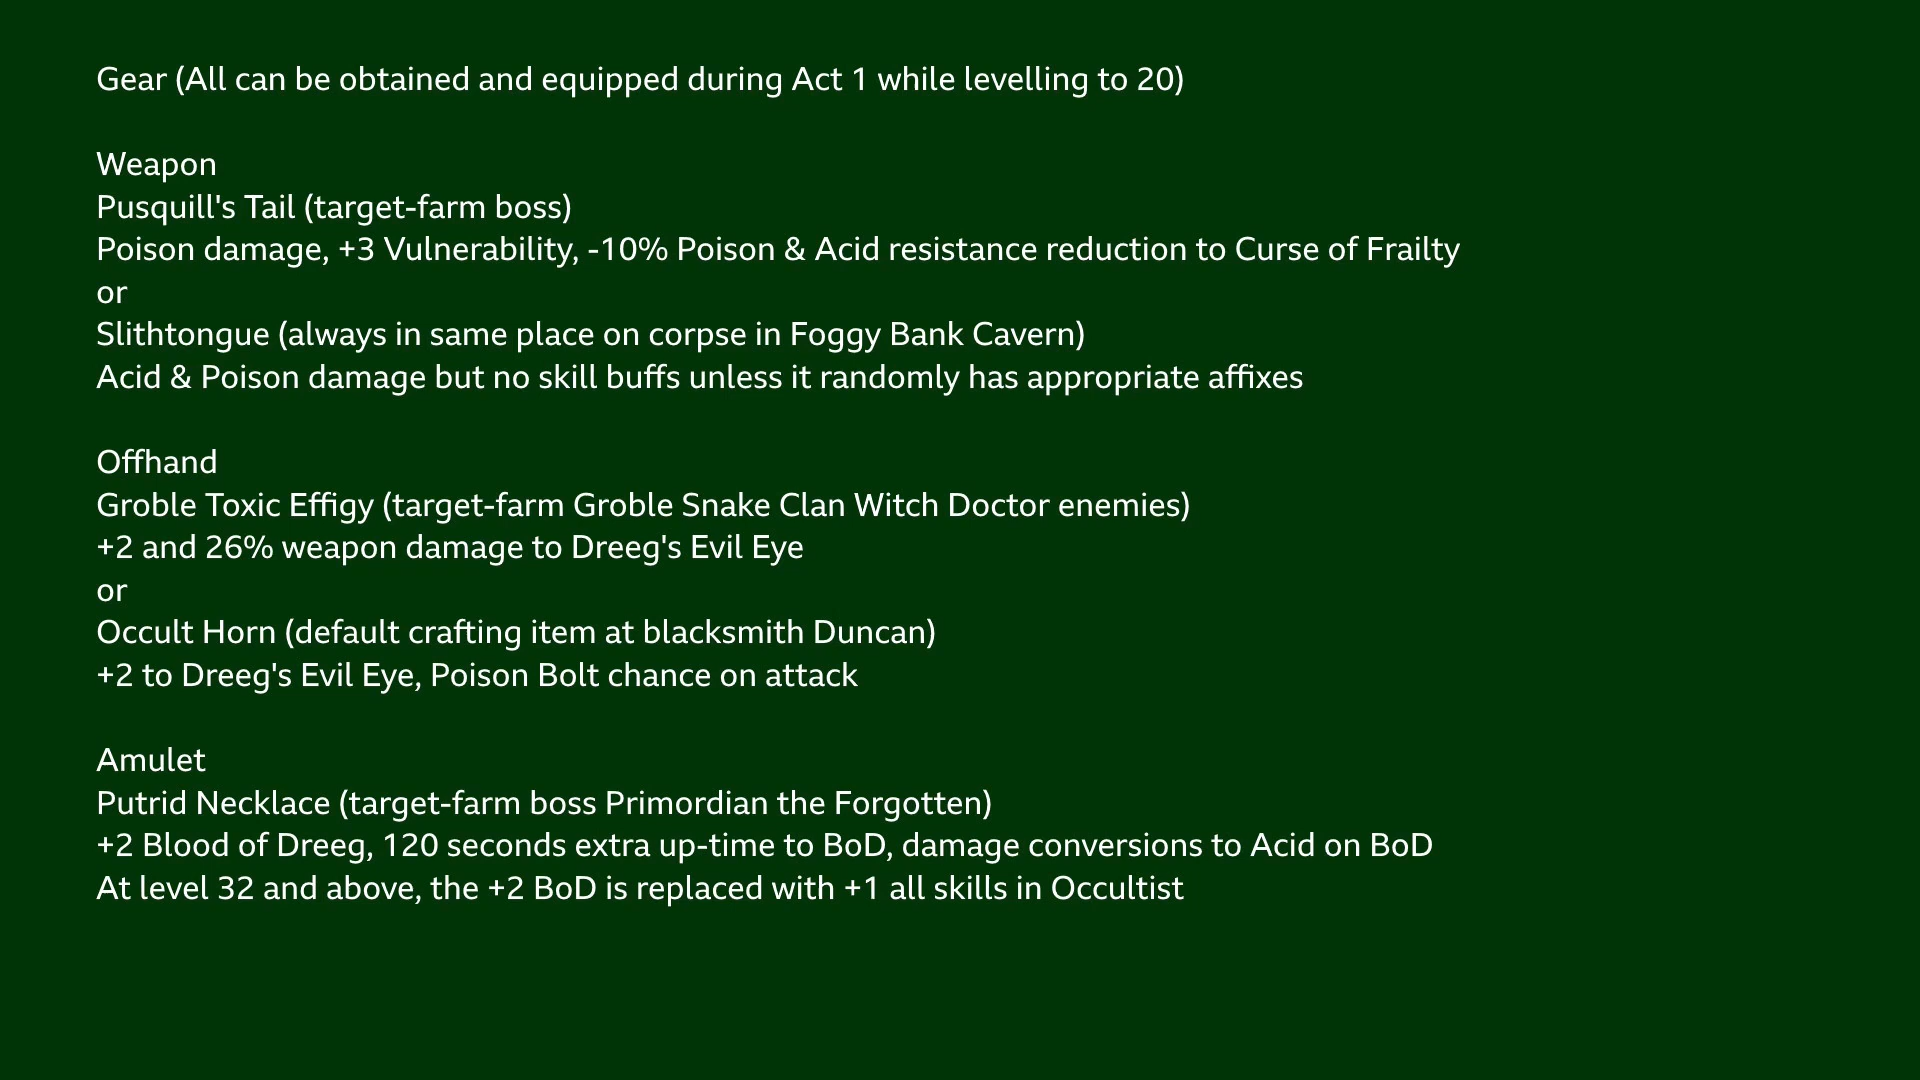 Gear (All can be obtained and equipped during Act 1 while levelling to 20)
Weapon
Pusquill's Tail (target-farm boss)
Poison damage, +3 Vulnerability, -10% Poison & Acid resistance reduction to Curse of Frailty
or
Slithtongue (always in same place on corpse in Foggy Bank Cavern)
Acid & Poison damage but no skill buffs unless it randomly has appropriate affixes
Offhand
Groble Toxic Effigy (target-farm Groble Snake Clan Witch Doctor enemies)
+2 and 26% weapon damage to Dreeg's Evil Eye
or
Occult Horn (default crafting item at blacksmith Duncan)
+2 to Dreeg's Evil Eye, Poison Bolt chance on attack
Amulet
Putrid Necklace (target-farm boss Primordian the Forgotten)
+2 Blood of Dreeg, 120 seconds extra up-time to BoD, damage conversions to Acid on BoD
At level 32 and above, the +2 BoD is replaced with +1 all skills in Occultist